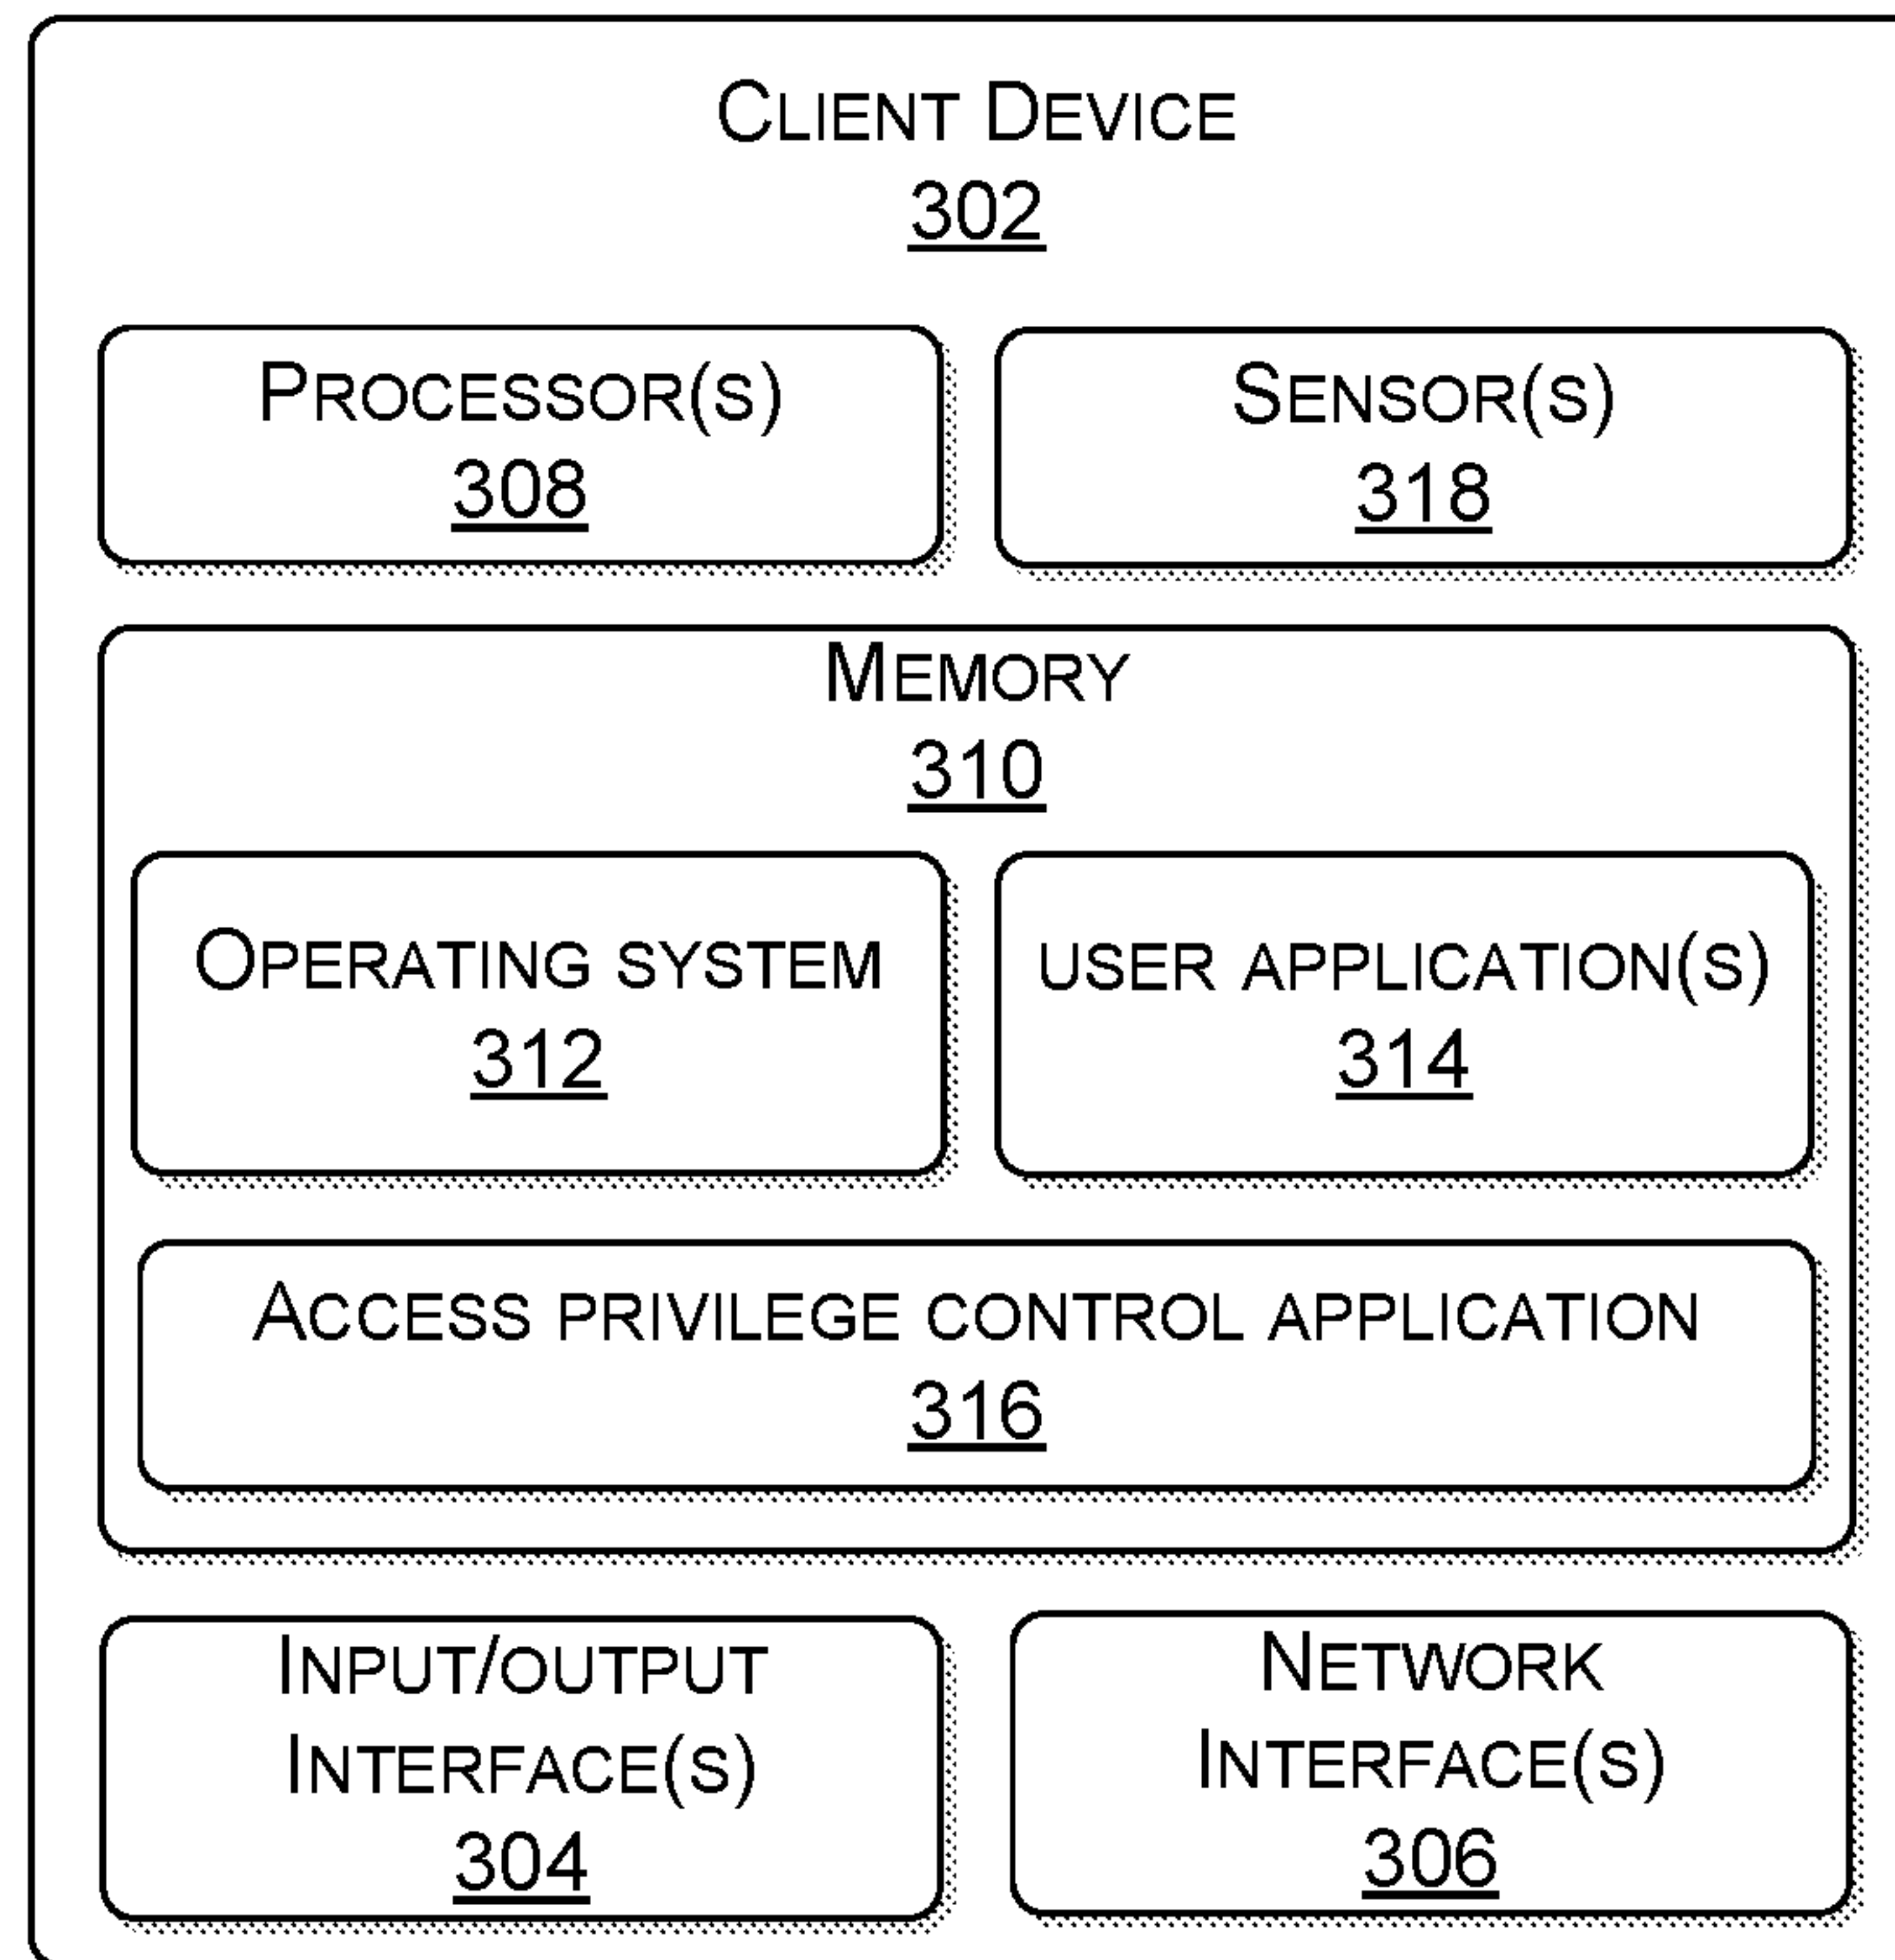 CLIENT DEVICE
302
PROCESSOR(S)
308
SENSOR(S)
318
MEMORY
310
OPERATING SYSTEM
312
USER APPLICATION(S)
314
ACCESS PRIVILEGE CONTROL APPLICATION
316
INPUT/OUTPUT
INTERFACE(S)
304
NETWORK
INTERFACE(S)
306